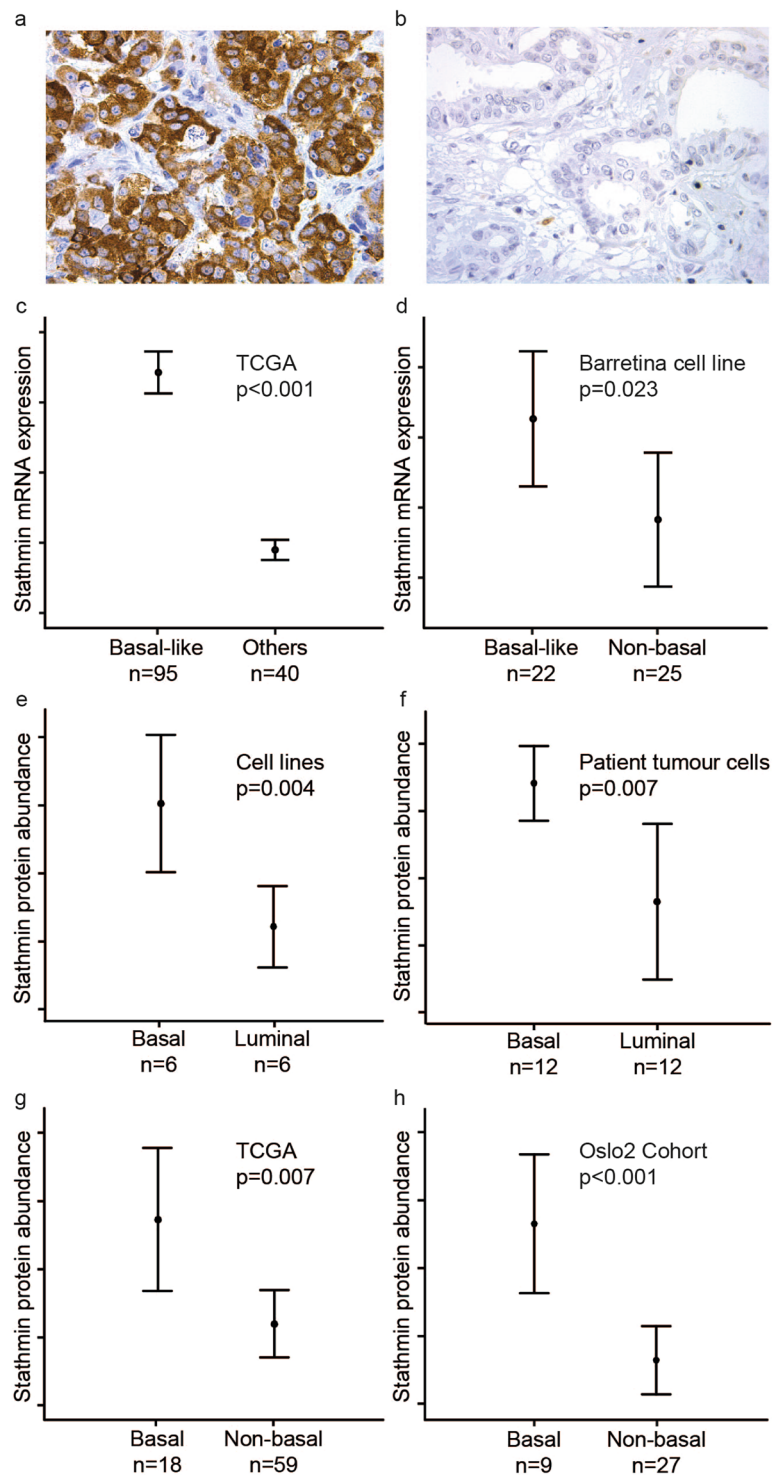 a
b
c
Stathmin mRNA expression
TCGA
p<0.001
Basal-like
Others
n=95
n=40
d
Stathmin mRNA expression
Barretina cell line
p=0.023
Basal-like
Non-basal
n=22
n=25
e
Stathmin protein abundance
Cell lines
p=0.004
Basal
Luminal
n=6
n=6
f
Stathmin protein abundance
Patient tumour cells
p=0.007
Basal
Luminal
n=12
n=12
g
Stathmin protein abundance
TCGA
p=0.007
Basal
Non-basal
n=18
n=59
h
Stathmin protein abundance
Oslo2 Cohort
p<0.001
Basal
Non-basal
n=9
n=27